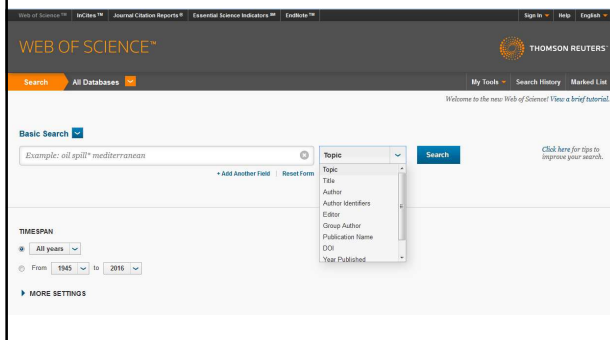 Web of Science™ InCites™ Journal Citation Reports® Essential Science Indicators℠ EndNote™ Sign In Help English
WEB OF SCIENCE™ THOMSON REUTERS™
Search All Databases My Tools Search History Marked List
Welcome to the new Web of Science! View a brief tutorial.
Basic Search
Example: oil spill* mediterranean Topic Search Click here for tips to
improve your search.
+ Add Another Field | Reset Form
Topic
Title
Author
Author Identifiers
Editor
Group Author
Publication Name
DOI
Year Published
TIMESPAN
All years
From 1945 to 2016
MORE SETTINGS